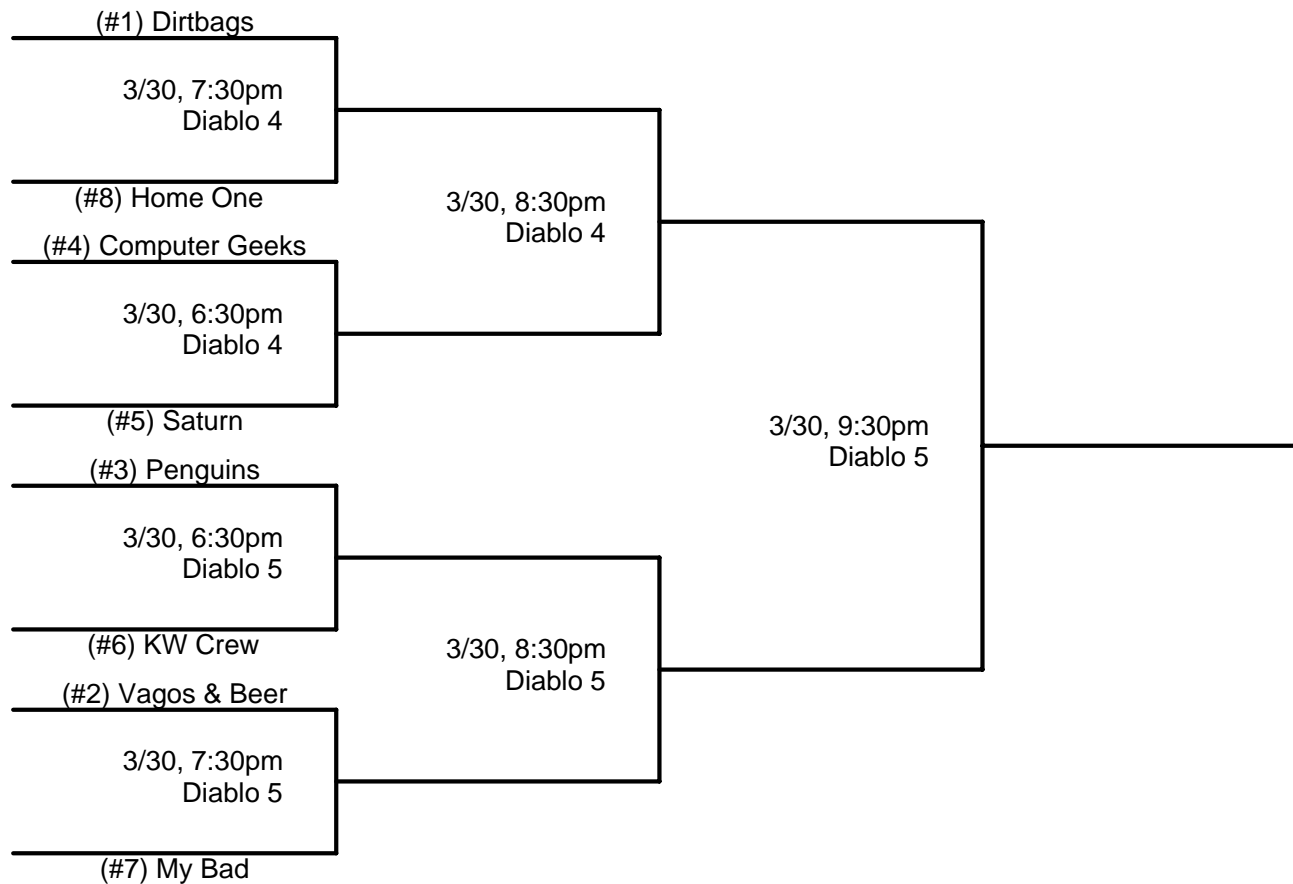 (#1) Dirtbags
3/30, 7:30pm
Diablo 4
(#8) Home One
(#4) Computer Geeks
3/30, 6:30pm
Diablo 4
(#5) Saturn
(#3) Penguins
3/30, 6:30pm
Diablo 5
(#6) KW Crew
(#2) Vagos & Beer
3/30, 7:30pm
Diablo 5
(#7) My Bad
3/30, 8:30pm
Diablo 4
3/30, 8:30pm
Diablo 5
3/30, 9:30pm
Diablo 5